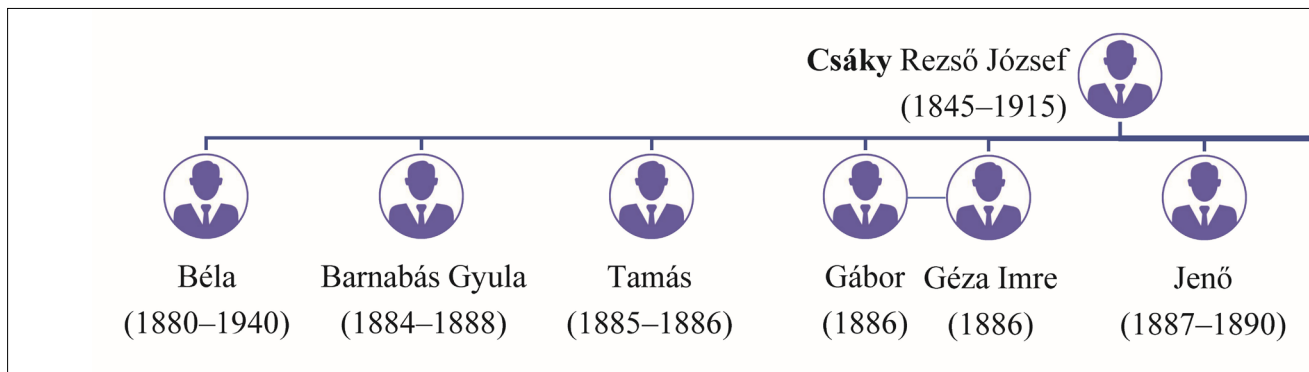 Csáky Rezső József
(1845–1915)
Béla
(1880–1940)
Barnabás Gyula
(1884–1888)
Tamás
(1885–1886)
Gábor
(1886)
Géza Imre
(1886)
Jenő
(1887–1890)